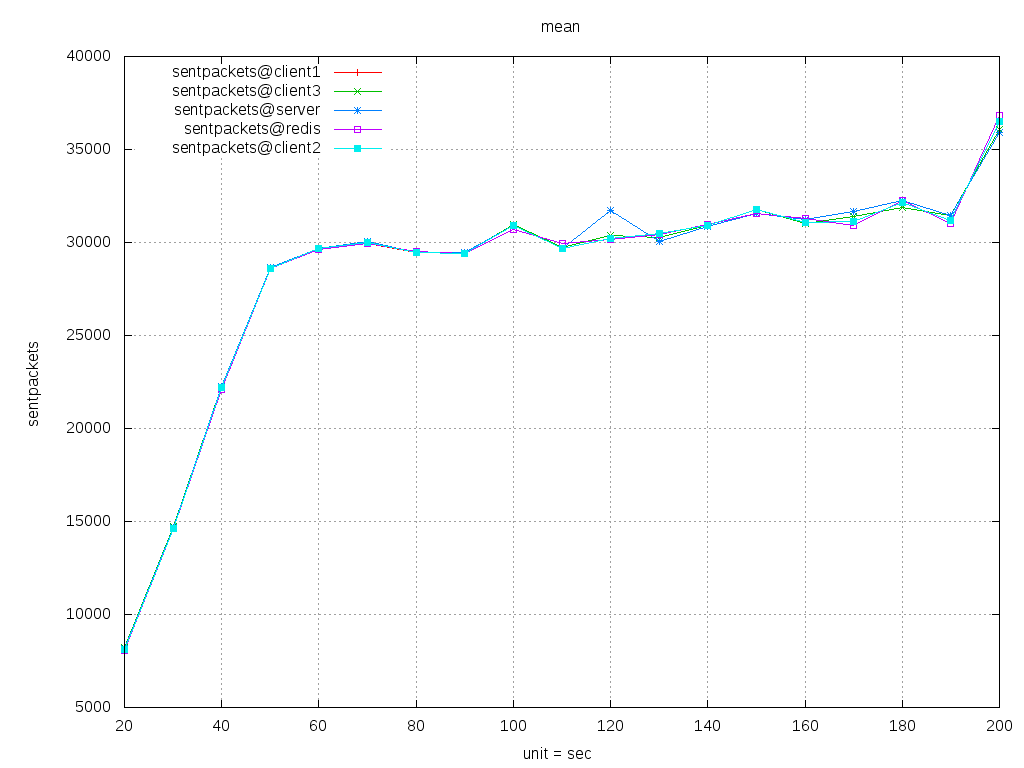 mean
40000
35000
30000
25000
20000
15000
10000
5000
sentpackets
sentpackets@client1
sentpackets@client3
sentpackets@server
sentpackets@redis
sentpackets@client2
20 40 60 80 100 120 140 160 180 200
unit = sec